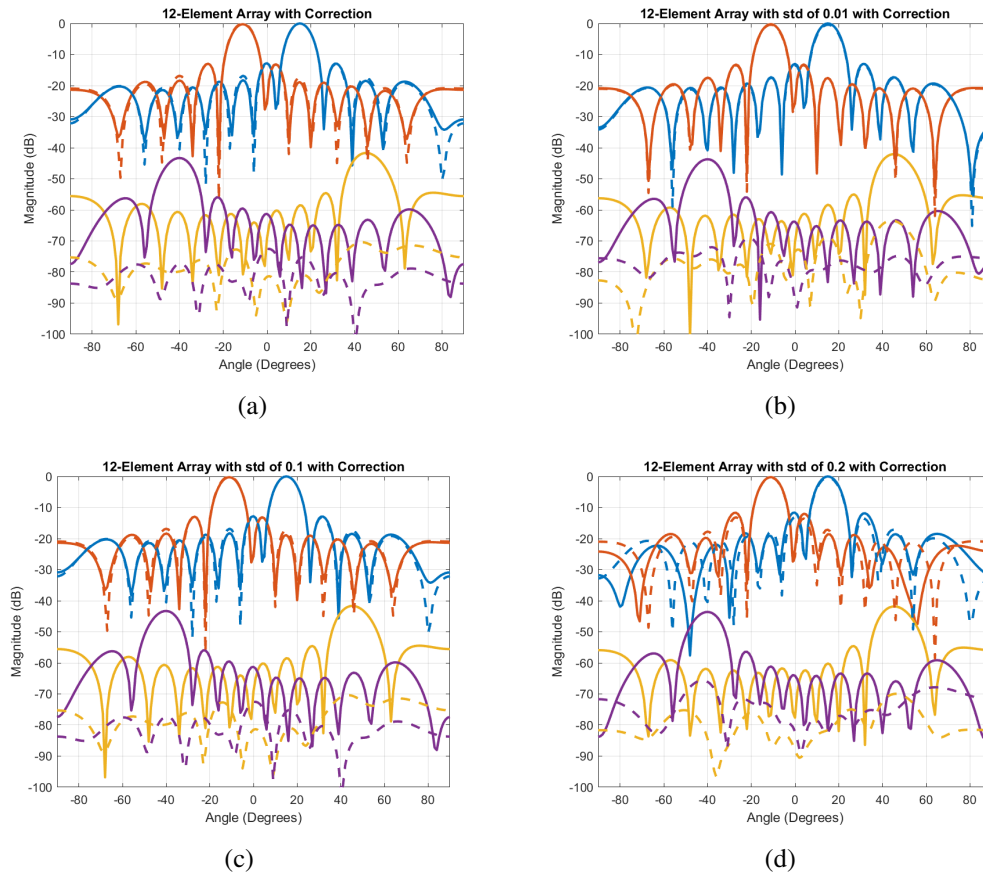 12-Element Array with Correction
0
-10
-20
-30
-40
-50
-60
-70
-80
-90
-100
Magnitude (dB)
-80 -60 -40 -20 0 20 40 60 80
Angle (Degrees)
(a)
12-Element Array with std of 0.01 with Correction
0
-10
-20
-30
-40
-50
-60
-70
-80
-90
-100
Magnitude (dB)
-80 -60 -40 -20 0 20 40 60 80
Angle (Degrees)
(b)
12-Element Array with std of 0.1 with Correction
0
-10
-20
-30
-40
-50
-60
-70
-80
-90
-100
Magnitude (dB)
-80 -60 -40 -20 0 20 40 60 80
Angle (Degrees)
(c)
12-Element Array with std of 0.2 with Correction
0
-10
-20
-30
-40
-50
-60
-70
-80
-90
-100
Magnitude (dB)
-80 -60 -40 -20 0 20 40 60 80
Angle (Degrees)
(d)